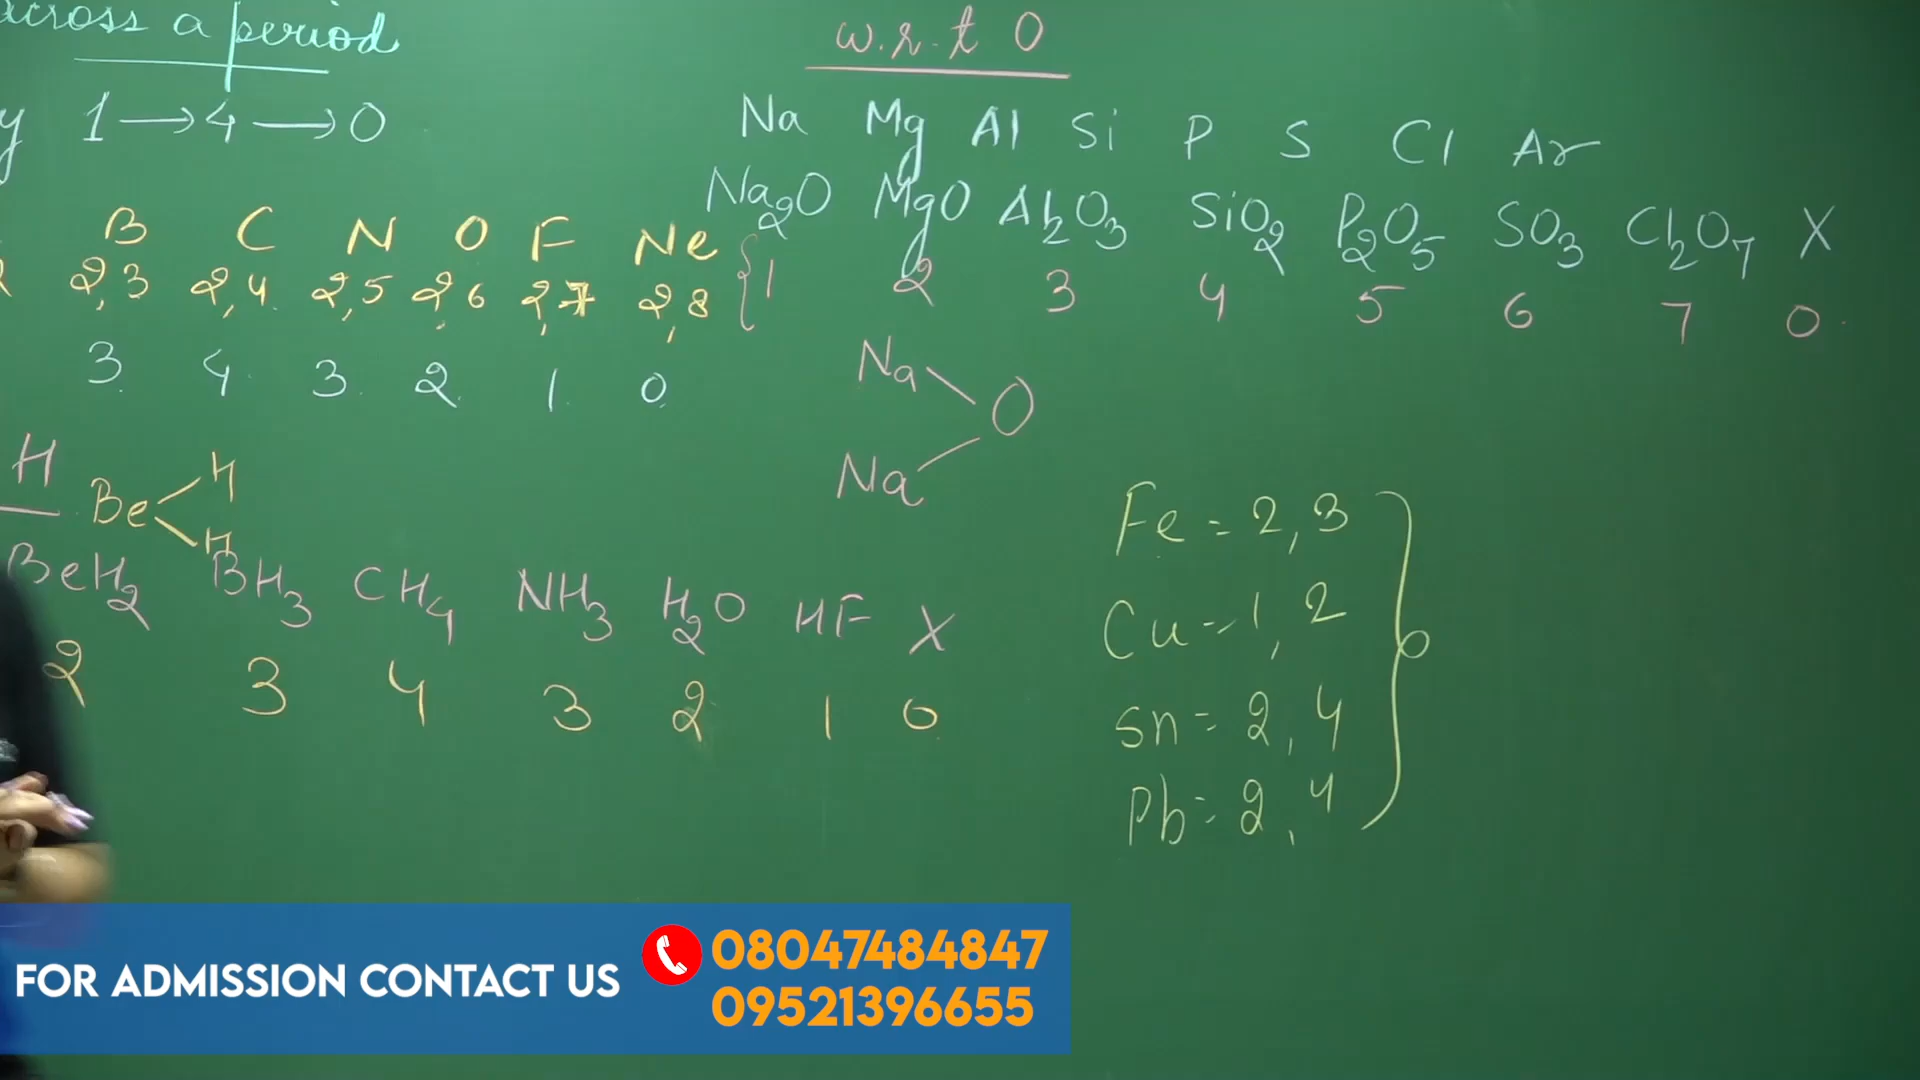 across a period
y 1 → 4 → 0
B C N O F Ne
2,3 2,4 2,5 2,6 2,7 2,8
3 4 3 2 1 0
H
Be H H
BeH2 BH3 CH4 NH3 H2O HF X
2 3 4 3 2 1 0
w.r.t O
Na Mg Al Si P S Cl Ar
Na2O MgO Al2O3 SiO2 P2O5 SO3 Cl2O7 X
{ 1 2 3 4 5 6 7 0
Na
O
Na
Fe = 2, 3
Cu = 1, 2
Sn = 2, 4
Pb = 2, 4
FOR ADMISSION CONTACT US
08047484847
09521396655